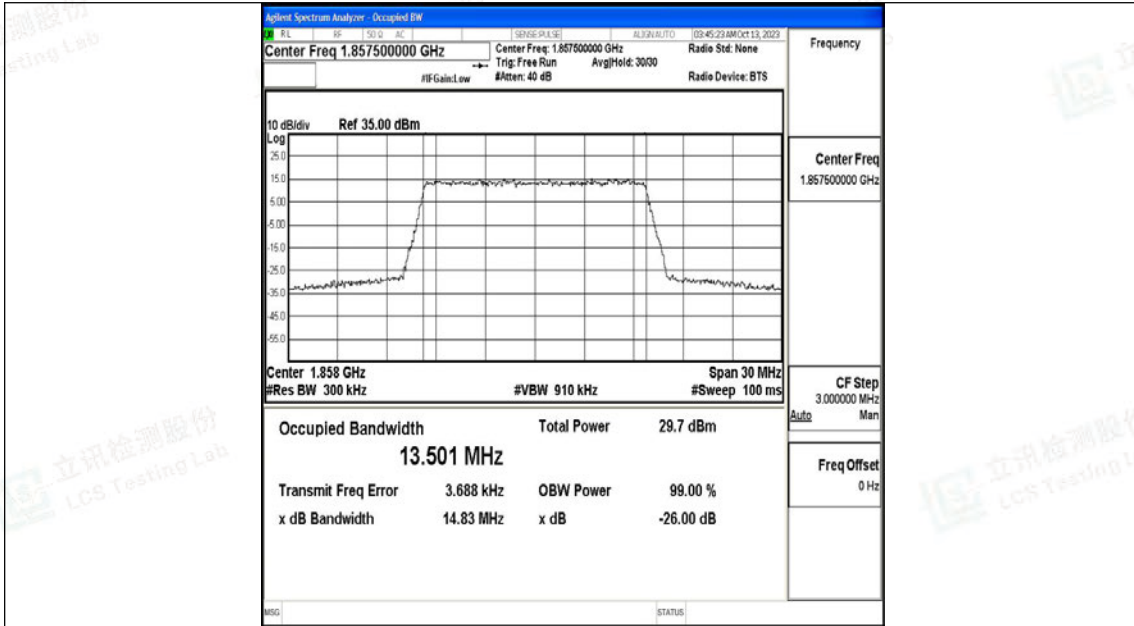 Agilent Spectrum Analyzer - Occupied BW
RL RF 50 Ω AC SENSE:PULSE ALIGNAUTO 03:45:23 AM Oct 13, 2023
Center Freq 1.857500000 GHz
Center Freq: 1.857500000 GHz
Radio Std: None
Trig: Free Run Avg|Hold: 30/30
#IFGain:Low
#Atten: 40 dB
Radio Device: BTS
Frequency
10 dB/div Ref 35.00 dBm
Log
25.0
15.0
5.00
-5.00
-15.0
-25.0
-35.0
-45.0
-55.0
Center 1.858 GHz Span 30 MHz
#Res BW 300 kHz #VBW 910 kHz #Sweep 100 ms
Center Freq
1.857500000 GHz
CF Step
3.000000 MHz
Auto Man
Freq Offset
0 Hz
Occupied Bandwidth Total Power 29.7 dBm
13.501 MHz
Transmit Freq Error 3.688 kHz OBW Power 99.00 %
x dB Bandwidth 14.83 MHz x dB -26.00 dB
MSG STATUS
立讯检测股份
LCS Testing Lab